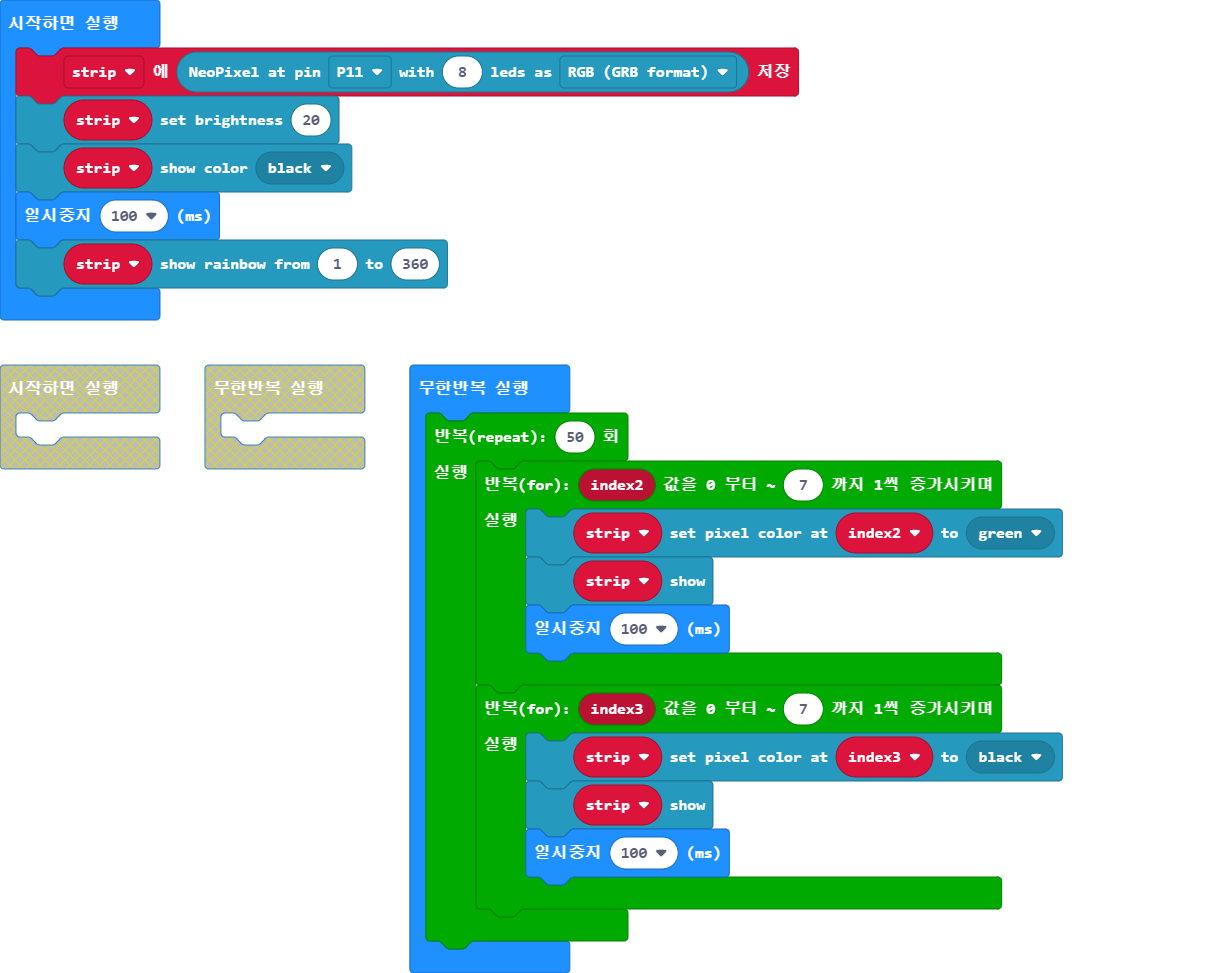 시작하면 실행
strip 에 NeoPixel at pin P11 with 8 leds as RGB (GRB format) 저장
strip set brightness 20
strip show color black
일시중지 100 (ms)
strip show rainbow from 1 to 360
시작하면 실행
무한반복 실행
무한반복 실행
반복(repeat): 50 회
실행
반복(for): index2 값을 0 부터 ~ 7 까지 1씩 증가시키며
실행
strip set pixel color at index2 to green
strip show
일시중지 100 (ms)
반복(for): index3 값을 0 부터 ~ 7 까지 1씩 증가시키며
실행
strip set pixel color at index3 to black
strip show
일시중지 100 (ms)